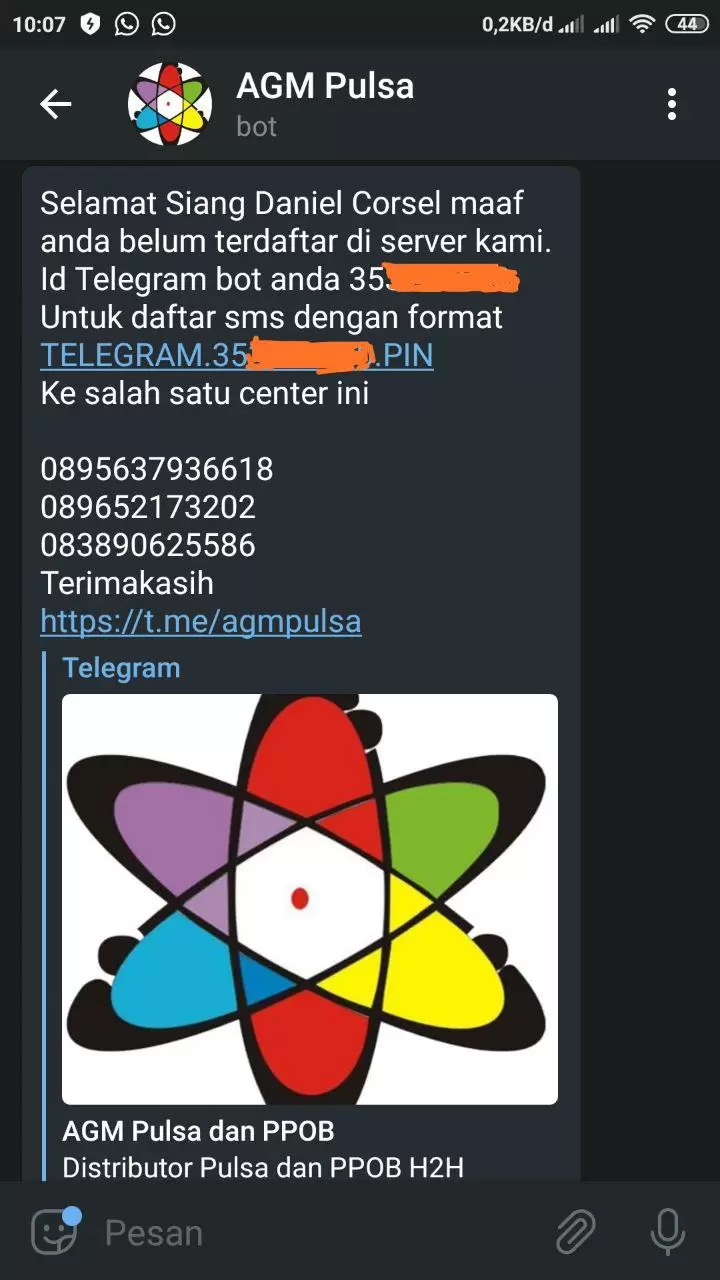 10:07
0,2KB/d
44
AGM Pulsa
bot
Selamat Siang Daniel Corsel maaf
anda belum terdaftar di server kami.
Id Telegram bot anda 35
Untuk daftar sms dengan format
TELEGRAM.35 .PIN
Ke salah satu center ini
0895637936618
089652173202
083890625586
Terimakasih
https://t.me/agmpulsa
Telegram
AGM Pulsa dan PPOB
Distributor Pulsa dan PPOB H2H
Pesan